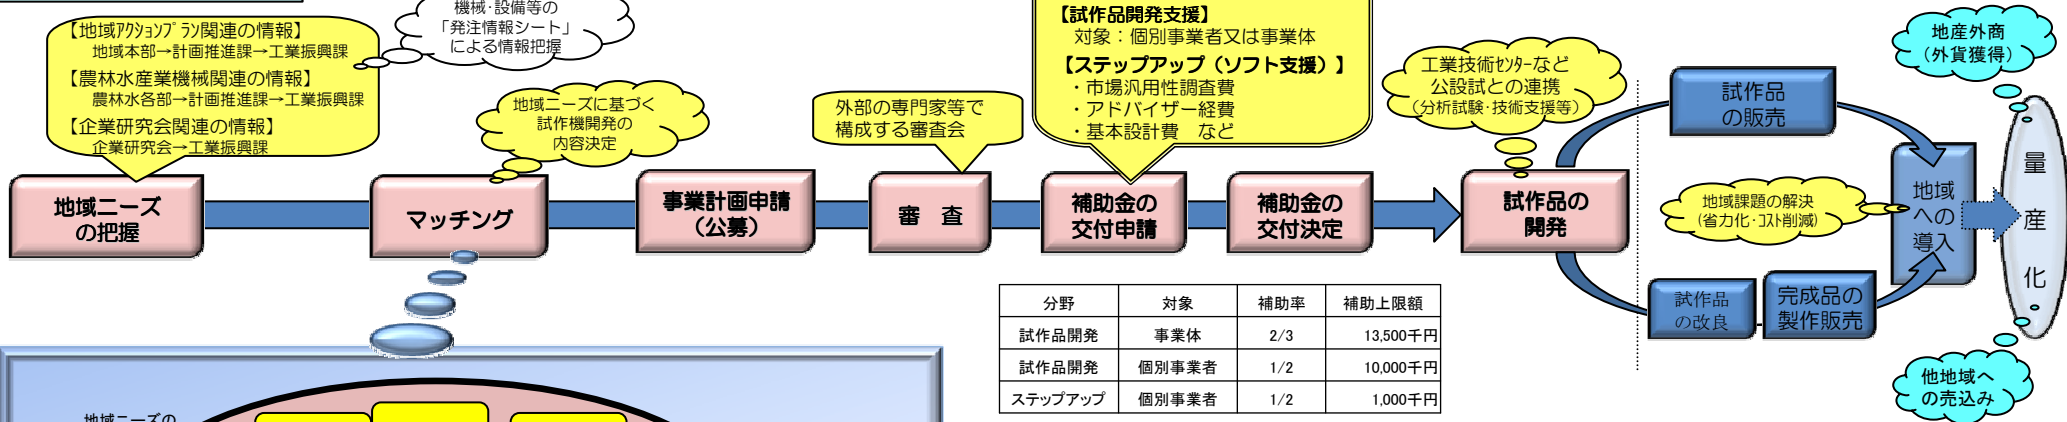 機械･設備等の
「発注情報シート」
による情報把握
【地域ｱｸｼｮﾝﾌﾟﾗﾝ関連の情報】
地域本部→計画推進課→工業振興課
【農林水産業機械関連の情報】
農林水各部→計画推進課→工業振興課
【企業研究会関連の情報】
企業研究会→工業振興課
地域ニーズに基づく
試作機開発の
内容決定
外部の専門家等で
構成する審査会
【試作品開発支援】
対象：個別事業者又は事業体
【ステップアップ（ソフト支援）】
・市場汎用性調査費
・アドバイザー経費
・基本設計費　など
工業技術ｾﾝﾀｰなど
公設試との連携
（分析試験･技術支援等）
地産外商
（外貨獲得）
地域ニーズ
の把握
マッチング
事業計画申請
（公募）
審　査
補助金の
交付申請
補助金の
交付決定
試作品の
開発
試作品
の販売
地域課題の解決
（省力化･ｺｽﾄ削減）
地域
への
導入
量
産
化
試作品
の改良
完成品の
製作販売
他地域へ
の売込み
分野　対象　補助率　補助上限額
試作品開発　事業体　2/3　13,500千円
試作品開発　個別事業者　1/2　10,000千円
ステップアップ　個別事業者　1/2　1,000千円
地域ニーズの